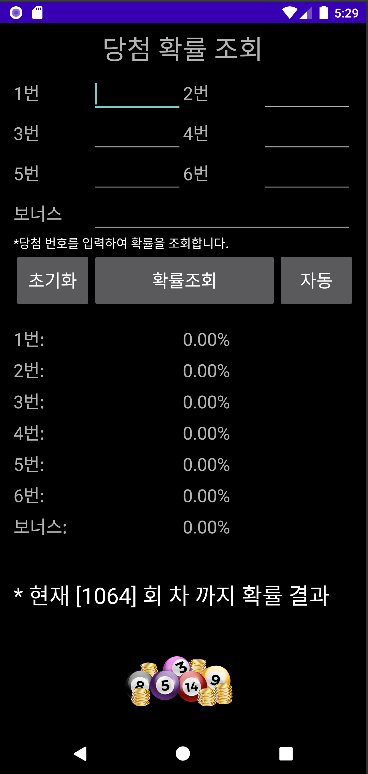 5:29
당첨 확률 조회
1번 2번
3번 4번
5번 6번
보너스
*당첨 번호를 입력하여 확률을 조회합니다.
초기화 확률조회 자동
1번: 0.00%
2번: 0.00%
3번: 0.00%
4번: 0.00%
5번: 0.00%
6번: 0.00%
보너스: 0.00%
* 현재 [1064] 회 차 까지 확률 결과
3
8 5 14 9